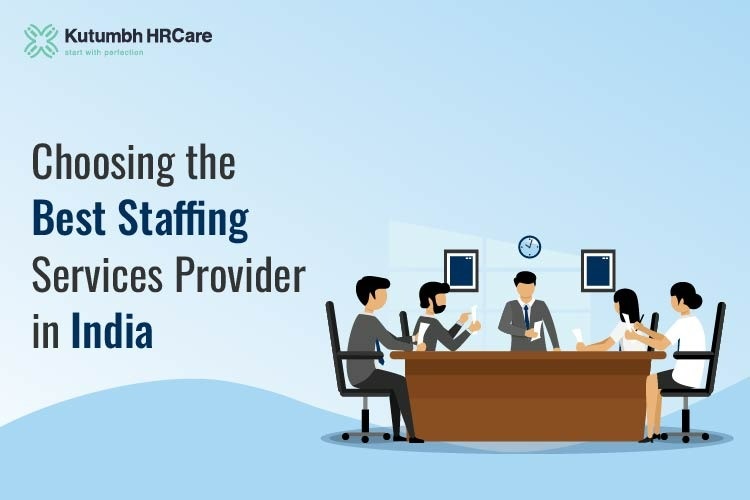 Kutumbh HRCare
start with perfection
Choosing the
Best Staffing
Services Provider
in India